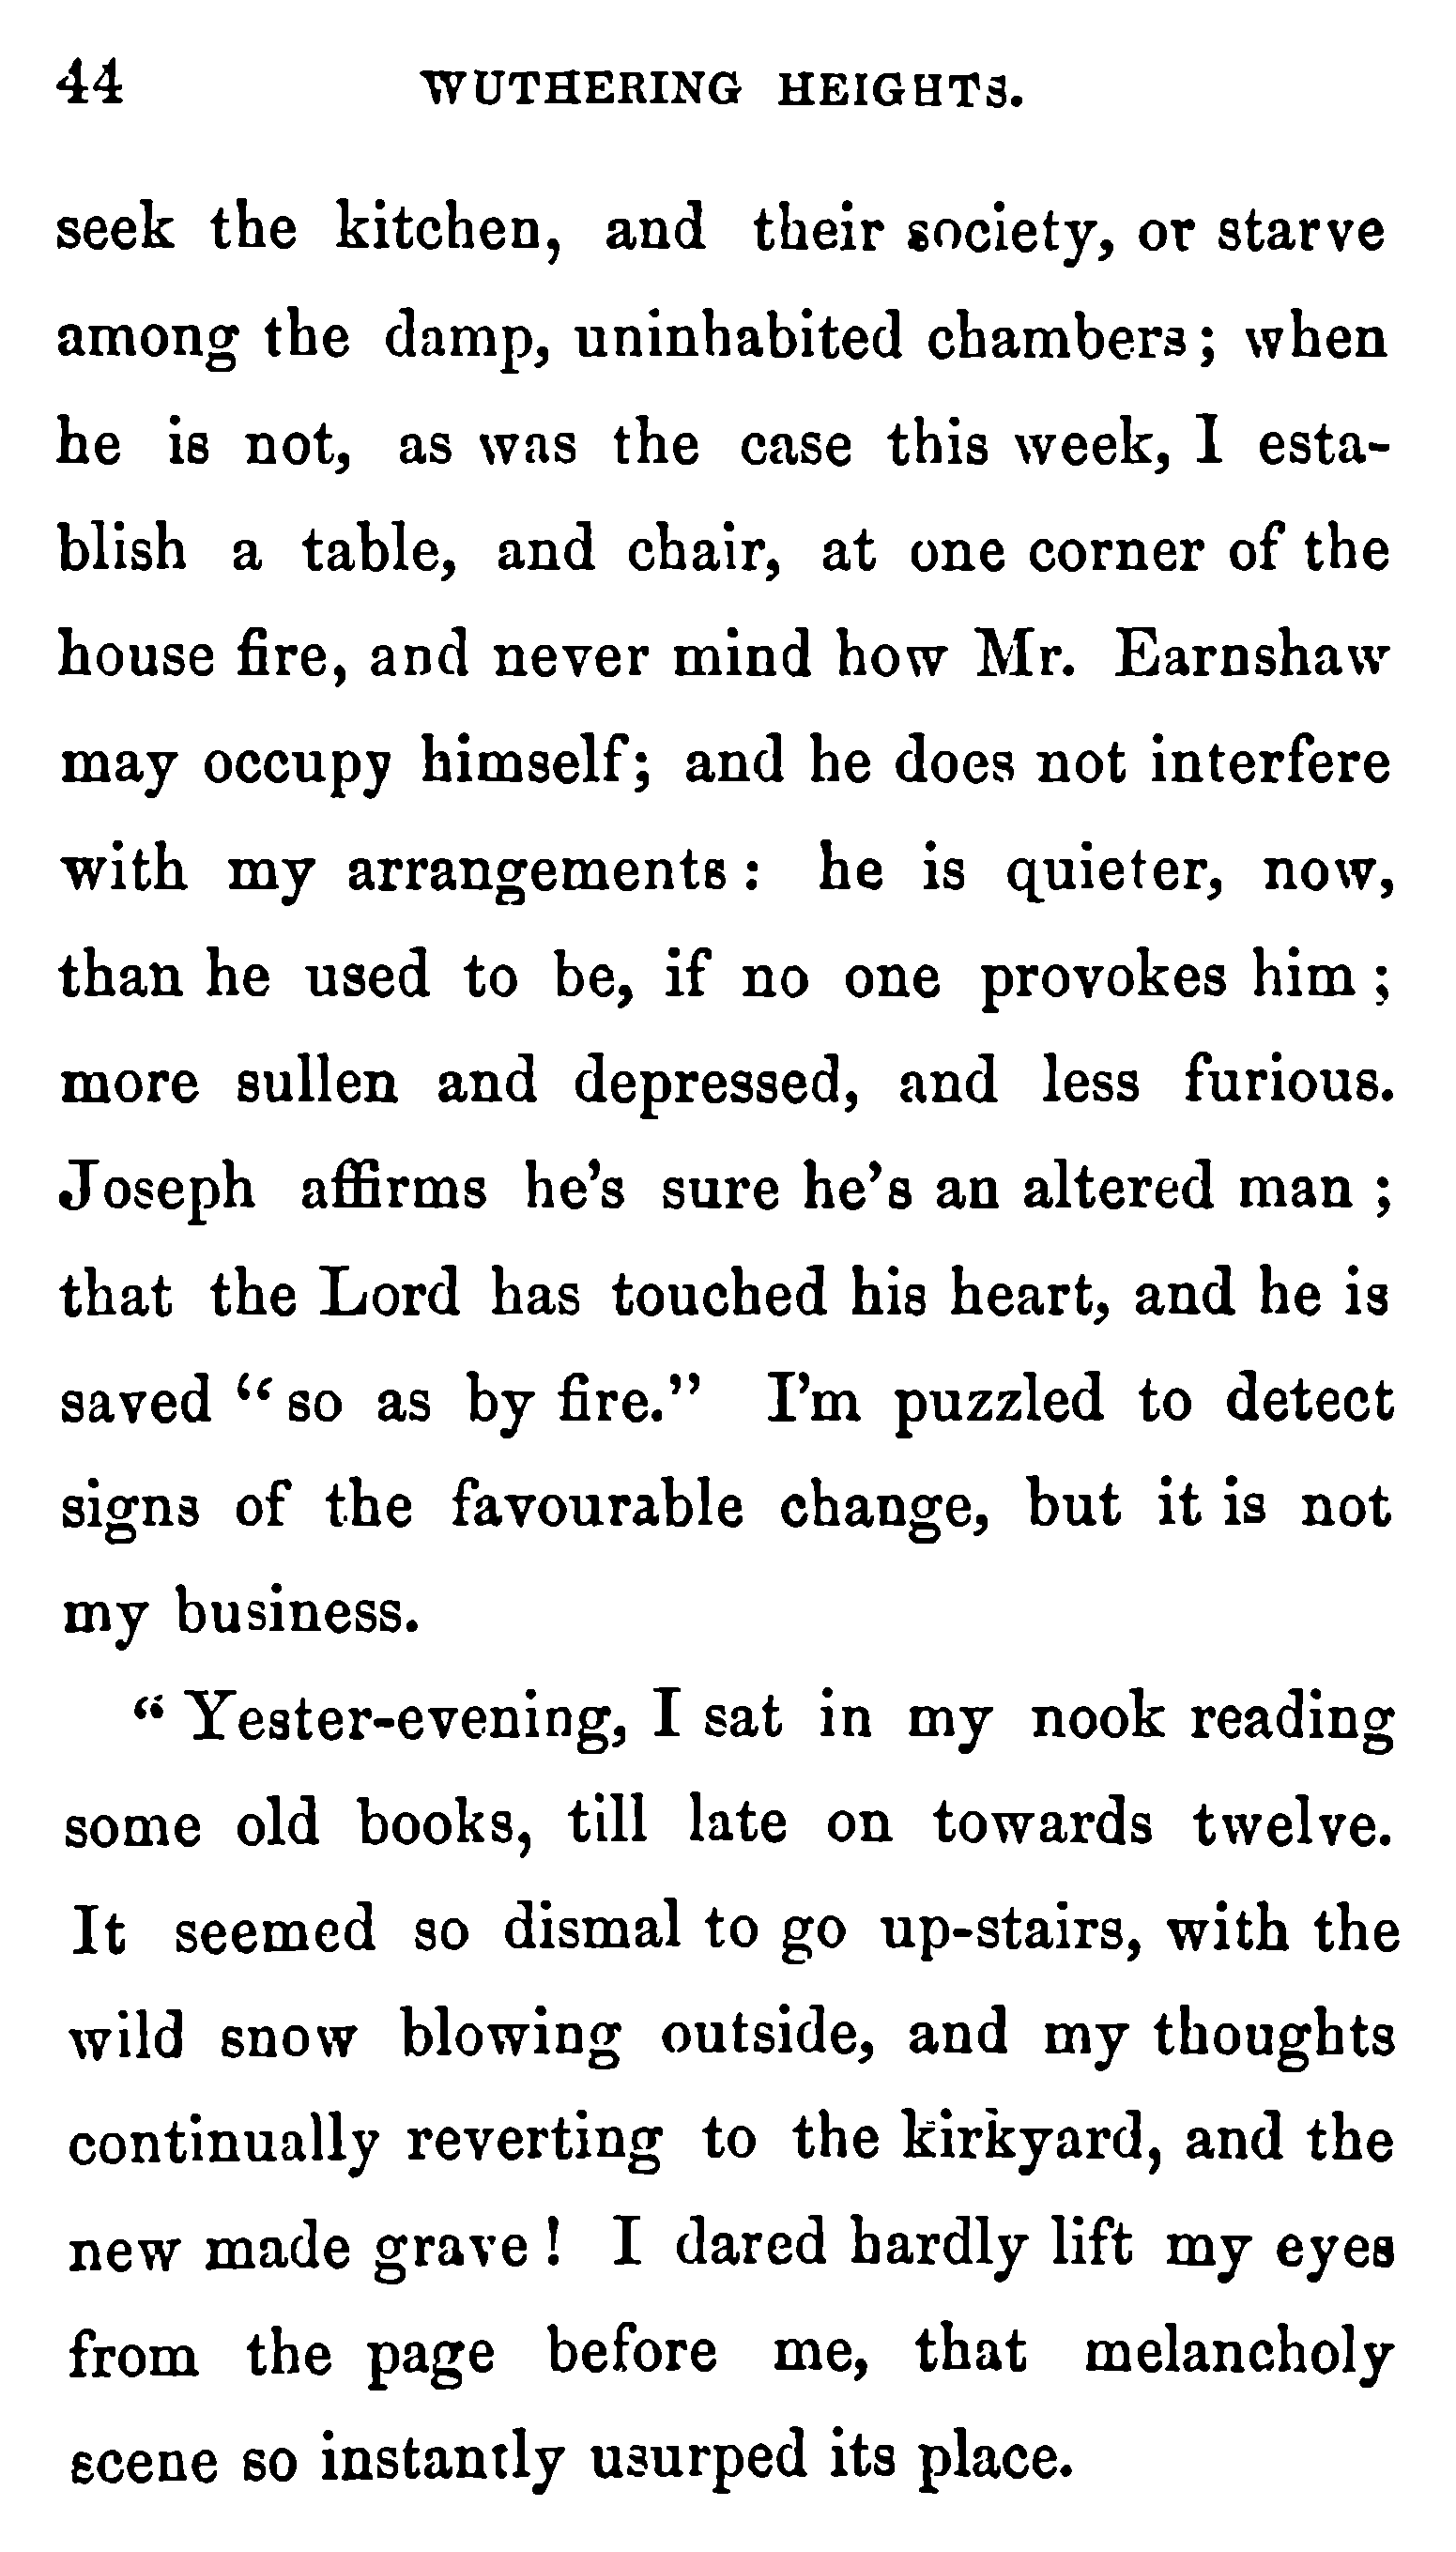 44 WUTHERING HEIGHTS.
seek the kitchen, and their society, or starve
among the damp, uninhabited chambers; when
he is not, as was the case this week, I esta-
blish a table, and chair, at one corner of the
house fire, and never mind how Mr. Earnshaw
may occupy himself; and he does not interfere
with my arrangements: he is quieter, now,
than he used to be, if no one provokes him;
more sullen and depressed, and less furious.
Joseph affirms he's sure he's an altered man;
that the Lord has touched his heart, and he is
saved "so as by fire." I'm puzzled to detect
signs of the favourable change, but it is not
my business.
"Yester-evening, I sat in my nook reading
some old books, till late on towards twelve.
It seemed so dismal to go up-stairs, with the
wild snow blowing outside, and my thoughts
continually reverting to the kirkyard, and the
new made grave! I dared hardly lift my eyes
from the page before me, that melancholy
scene so instantly usurped its place.